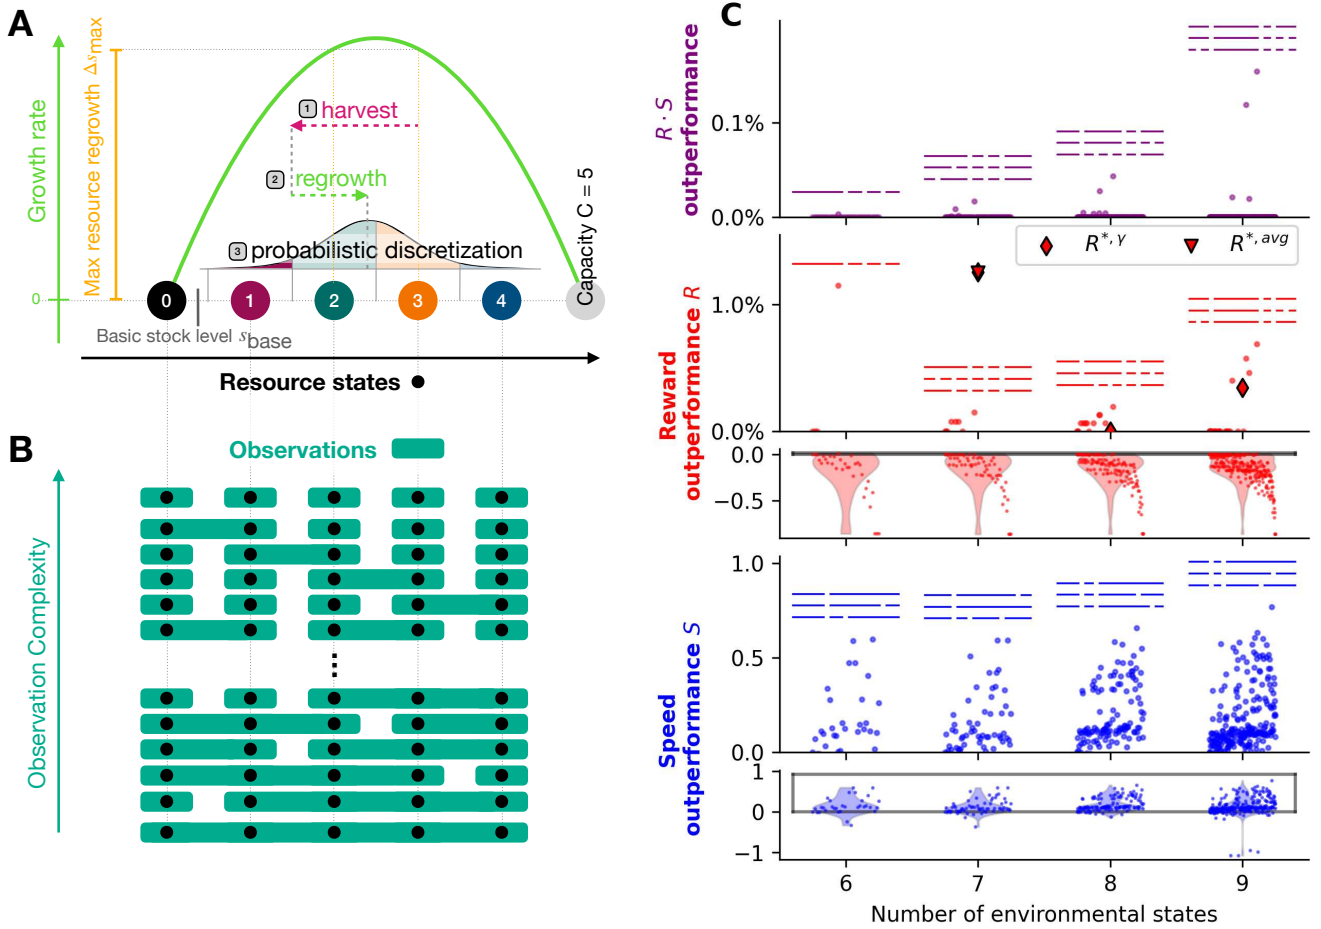 A
Growth rate
0
Max resource regrowth Δsmax
1 harvest
2 regrowth
3 probabilistic discretization
Capacity C = 5
0 1 2 3 4
Basic stock level sbase
Resource states
B
Observations
Observation Complexity
C
R · S
outperformance
0.1%
0.0%
R*,γ R*,avg
Reward
outperformance R
1.0%
0.0%
0.0
−0.5
Speed
outperformance S
1.0
0.5
0.0
1
0
−1
6 7 8 9
Number of environmental states